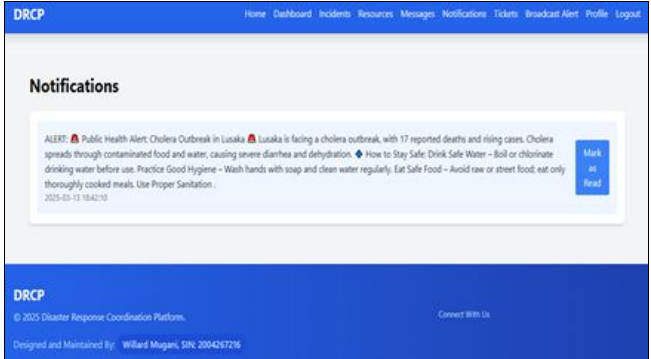 DRCP
Home Dashboard Incidents Resources Messages Notifications Tickets Broadcast Alert Profile Logout
Notifications
ALERT: 🚨 Public Health Alert: Cholera Outbreak in Lusaka 🚨 Lusaka is facing a cholera outbreak, with 17 reported deaths and rising cases. Cholera
spreads through contaminated food and water, causing severe diarrhea and dehydration. 🔹 How to Stay Safe: Drink Safe Water – Boil or chlorinate
drinking water before use. Practice Good Hygiene – Wash hands with soap and clean water regularly. Eat Safe Food – Avoid raw or street food; eat only
thoroughly cooked meals. Use Proper Sanitation .
2025-03-13 18:42:10
Mark
as
Read
DRCP
© 2025 Disaster Response Coordination Platform.
Connect With Us
Designed and Maintained By: Willard Mugani, SIN: 2004267216